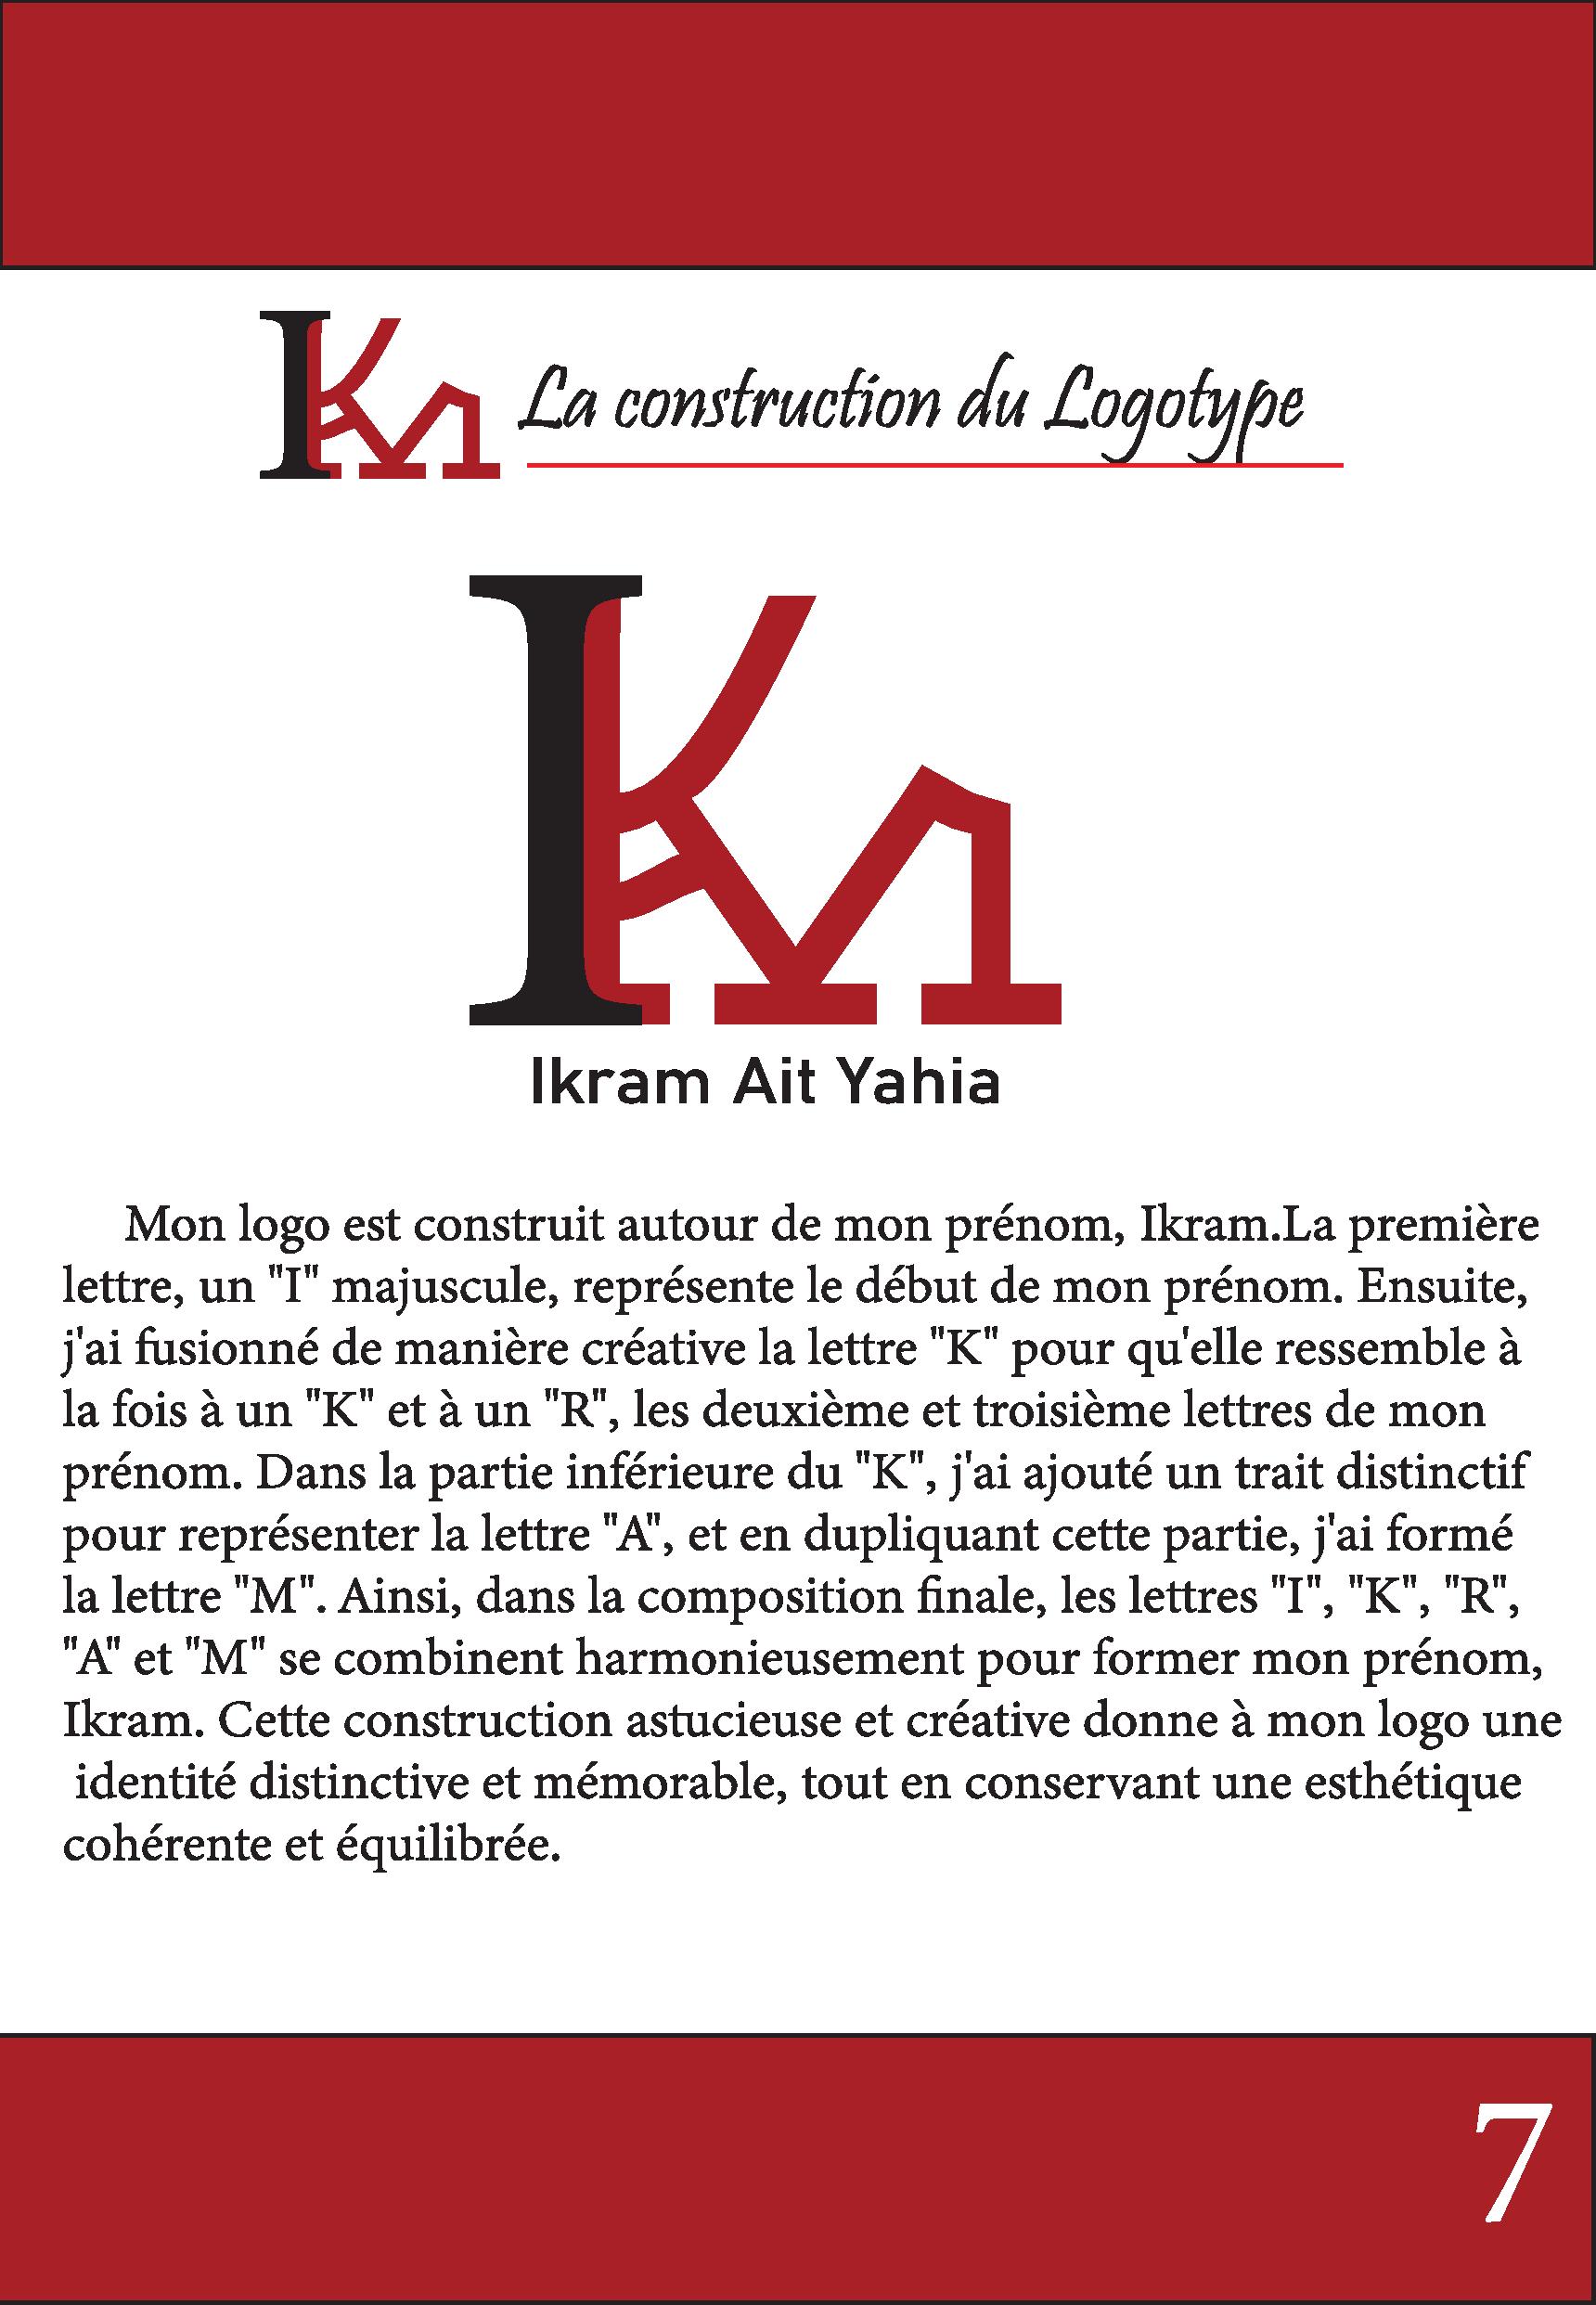 La construction du Logotype
Ikram Ait Yahia
Mon logo est construit autour de mon prénom, Ikram.La première
lettre, un "I" majuscule, représente le début de mon prénom. Ensuite,
j'ai fusionné de manière créative la lettre "K" pour qu'elle ressemble à
la fois à un "K" et à un "R", les deuxième et troisième lettres de mon
prénom. Dans la partie inférieure du "K", j'ai ajouté un trait distinctif
pour représenter la lettre "A", et en dupliquant cette partie, j'ai formé
la lettre "M". Ainsi, dans la composition finale, les lettres "I", "K", "R",
"A" et "M" se combinent harmonieusement pour former mon prénom,
Ikram. Cette construction astucieuse et créative donne à mon logo une
identité distinctive et mémorable, tout en conservant une esthétique
cohérente et équilibrée.
7